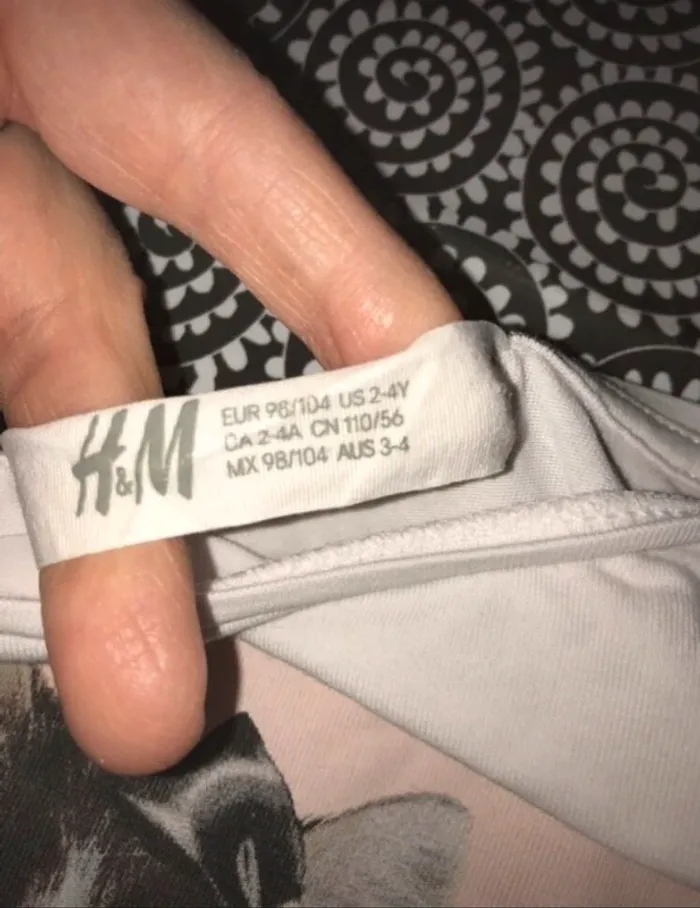 H&M
EUR 98/104 US 2-4Y
CA 2-4A CN 110/56
MX 98/104 AUS 3-4